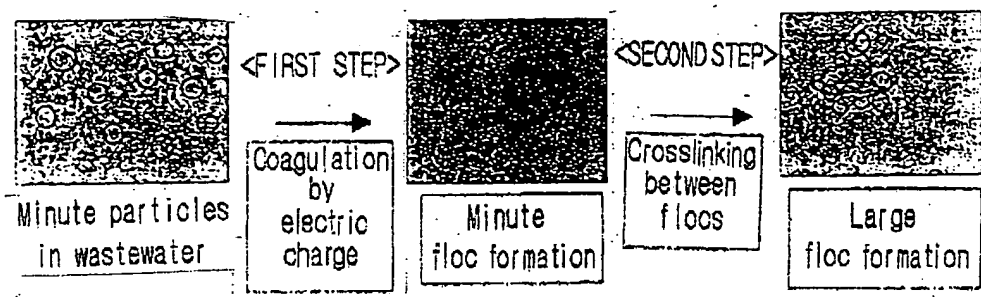 Minute particles
in wastewater
<FIRST STEP>
Coagulation
by
electric
charge
Minute
floc formation
<SECOND STEP>
Crosslinking
between
flocs
Large
floc formation